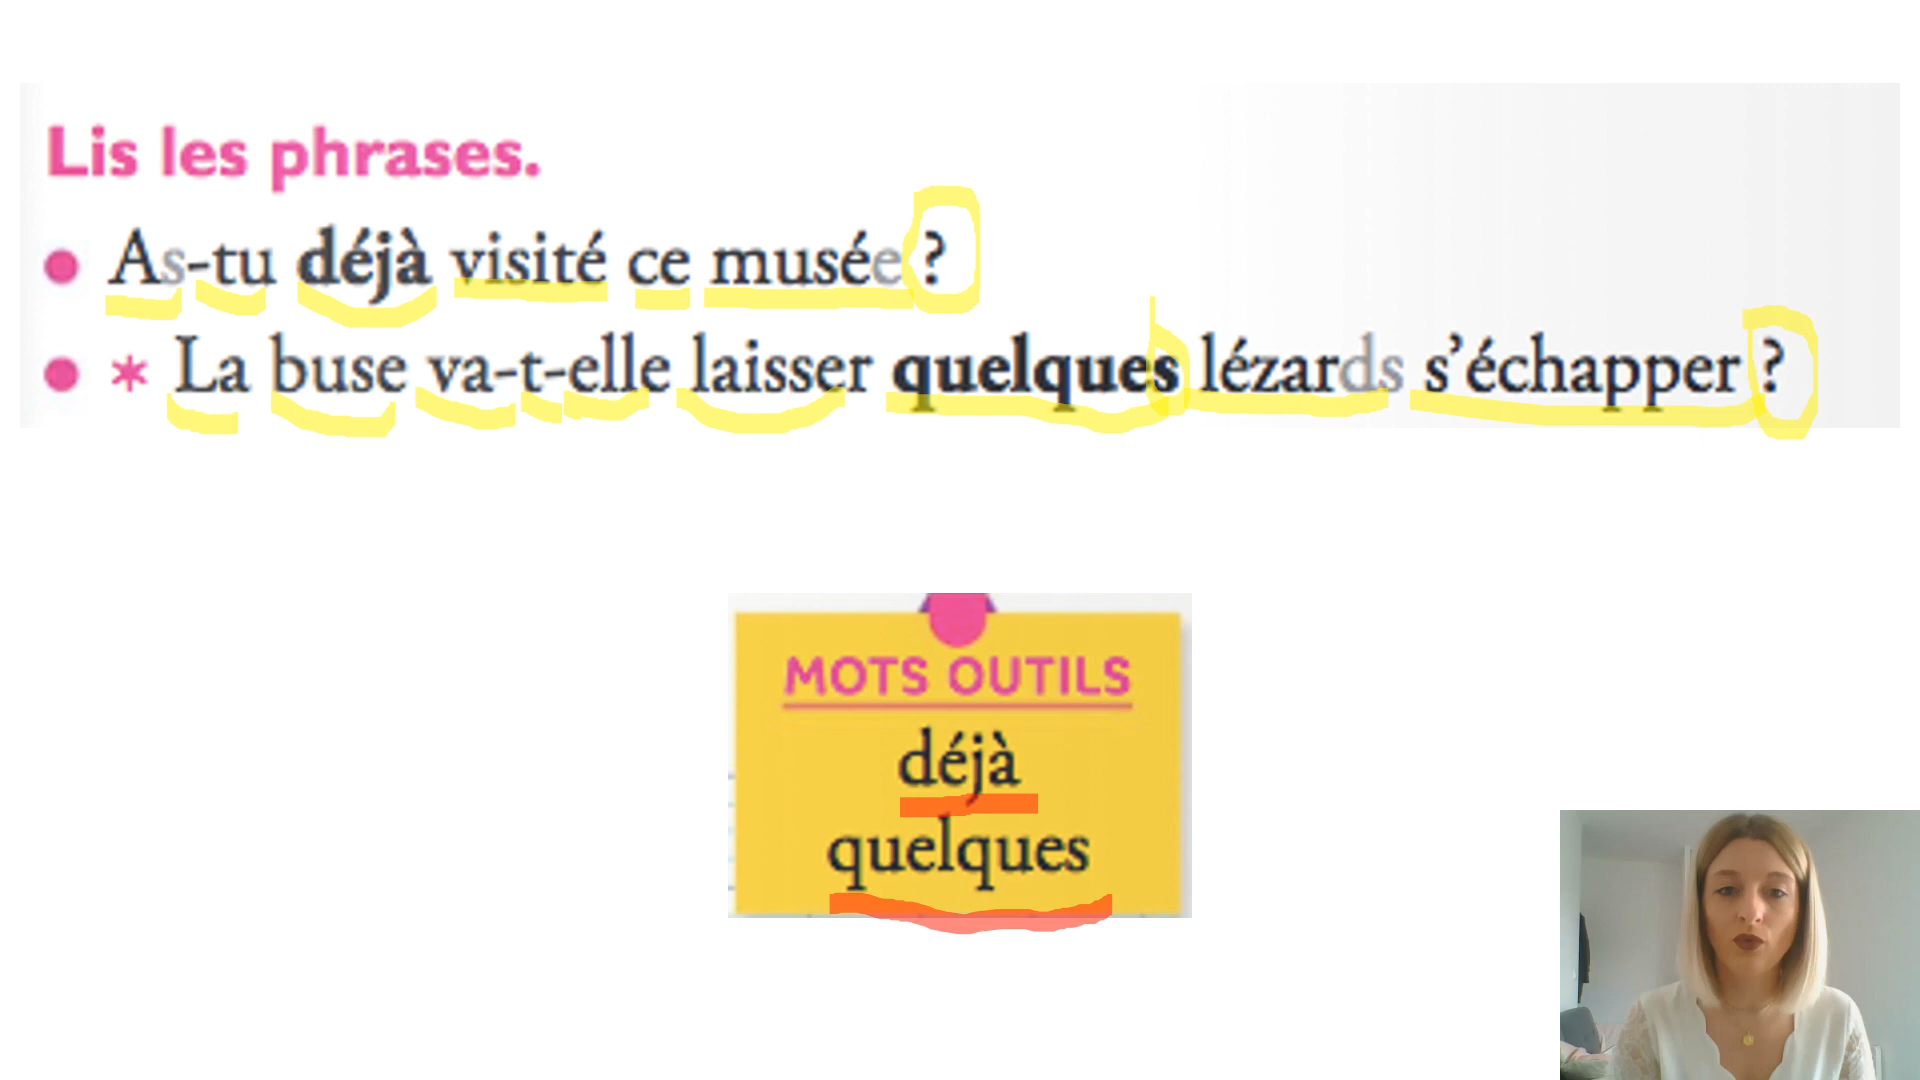 Lis les phrases.
● As-tu déjà visité ce musée ?
● * La buse va-t-elle laisser quelques lézards s'échapper ?
MOTS OUTILS
déjà
quelques